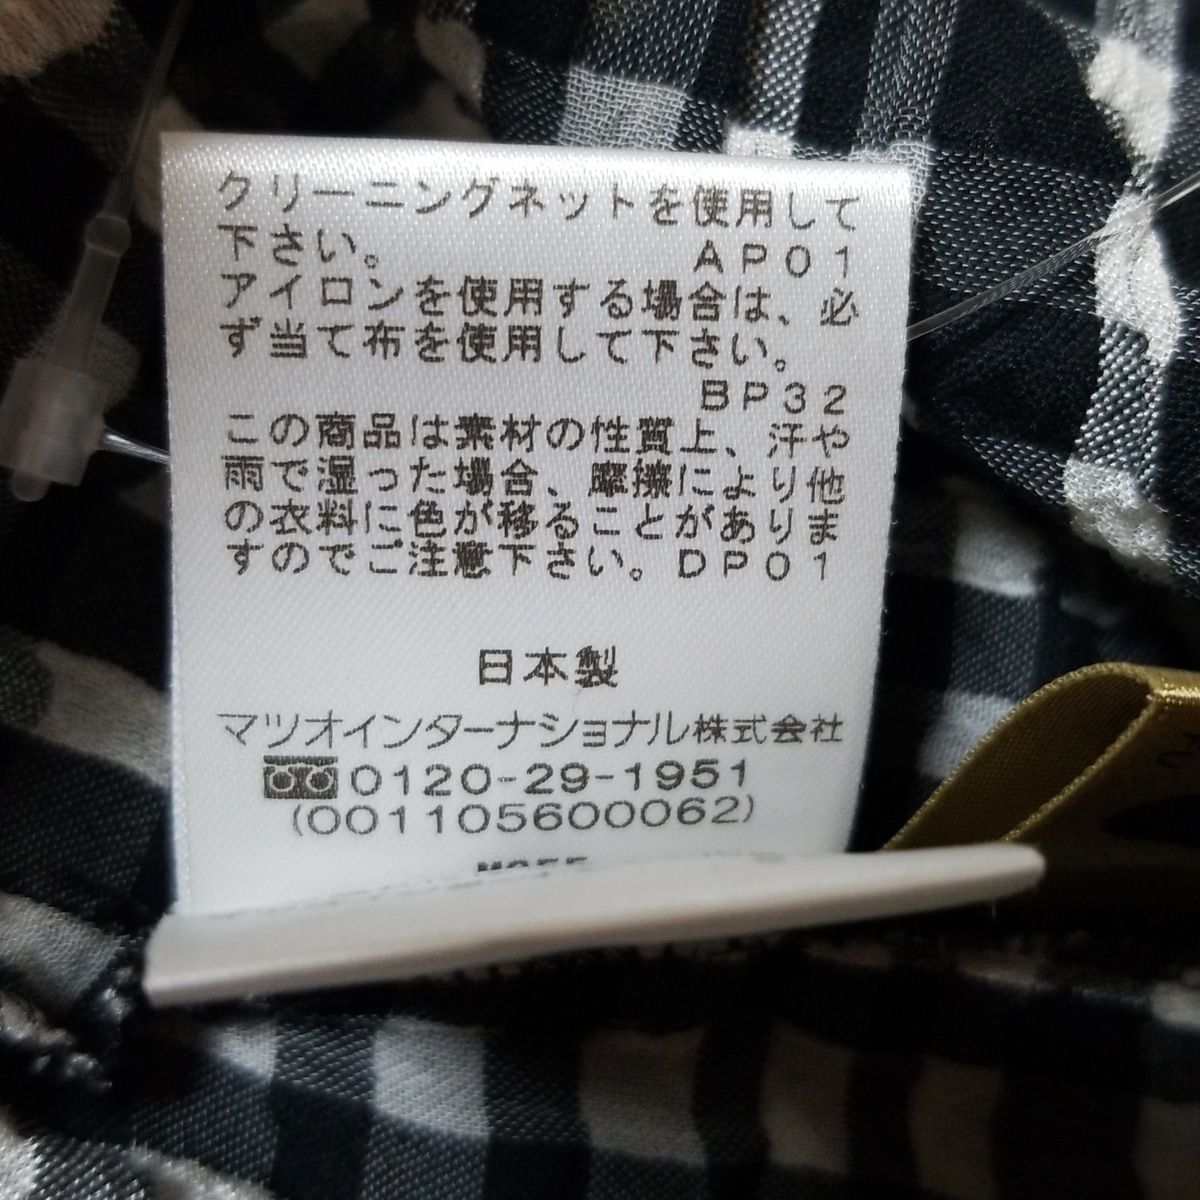 クリーニングネットを使用して
下さい。 AP01
アイロンを使用する場合は、必
ず当て布を使用して下さい。
BP32
この商品は素材の性質上、汗や
雨で湿った場合、摩擦により他
の衣料に色が移ることがありま
すのでご注意下さい。DP01
日本製
マツオインターナショナル株式会社
0120-29-1951
(001105600062)